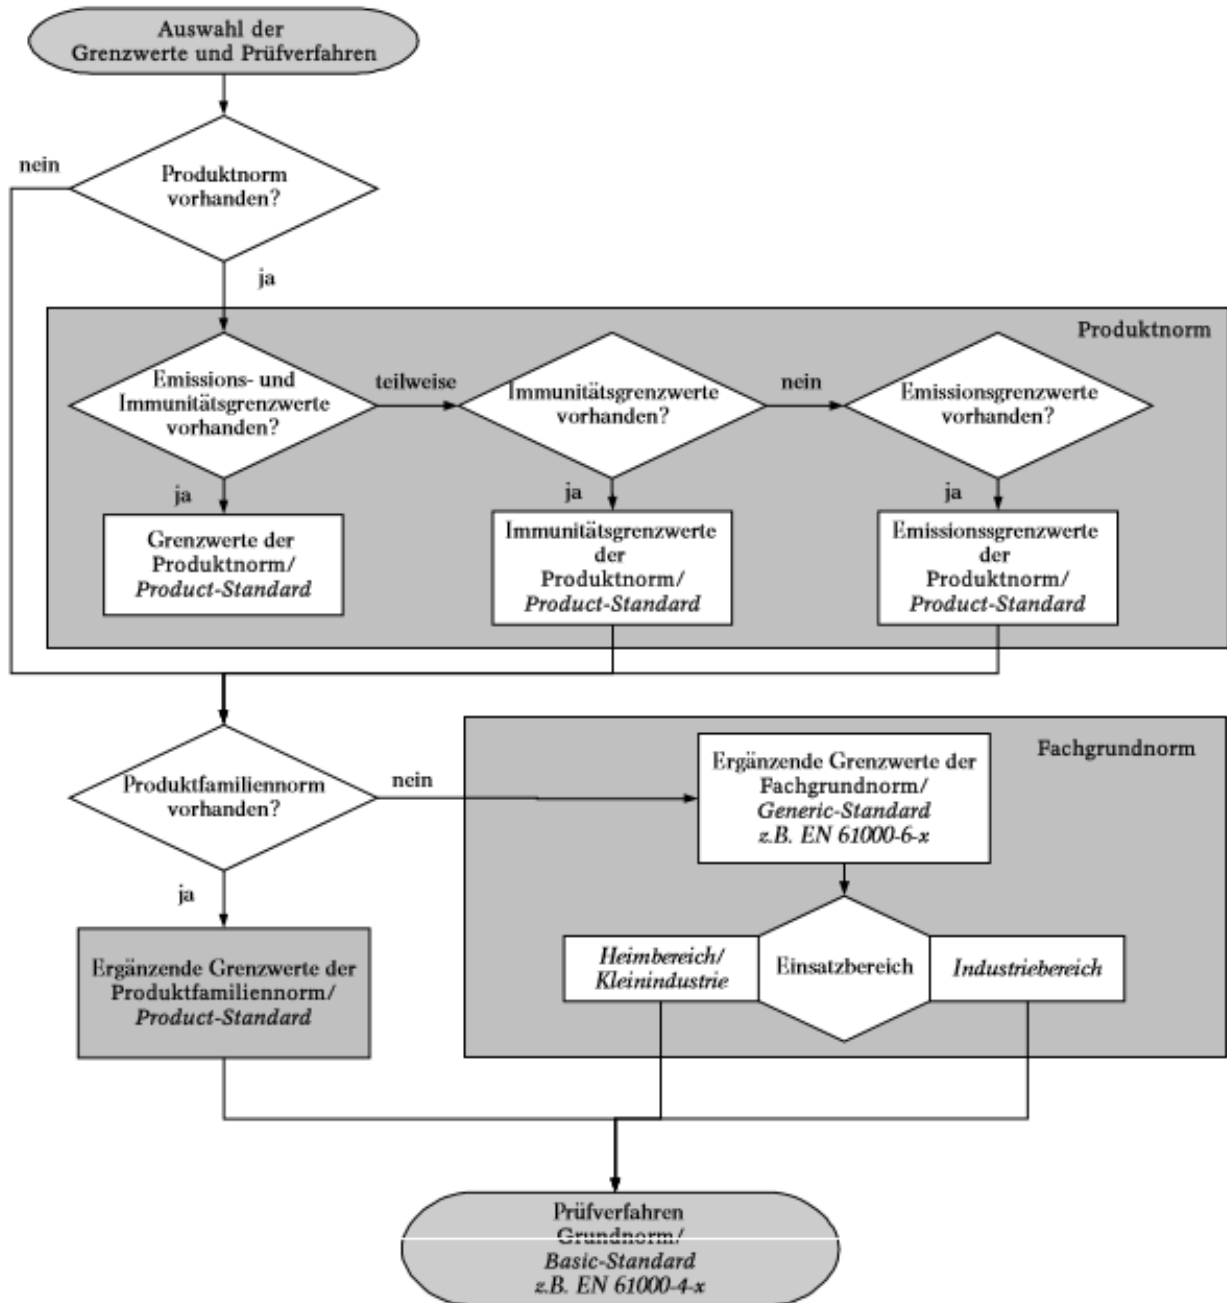 Auswahl der
Grenzwerte und Prüfverfahren
nein
Produktnorm
vorhanden?
ja
Produktnorm
Emissions- und
Immunitätsgrenzwerte
vorhanden?
teilweise
Immunitätsgrenzwerte
vorhanden?
nein
Emissionsgrenzwerte
vorhanden?
ja
ja
ja
Grenzwerte der
Produktnorm/
Product-Standard
Immunitätsgrenzwerte
der
Produktnorm/
Product-Standard
Emissionssgrenzwerte
der
Produktnorm/
Product-Standard
Produktfamiliennorm
vorhanden?
nein
Fachgrundnorm
Ergänzende Grenzwerte der
Fachgrundnorm/
Generic-Standard
z.B. EN 61000-6-x
ja
Ergänzende Grenzwerte der
Produktfamiliennorm/
Product-Standard
Heimbereich/
Kleinindustrie
Einsatzbereich
Industriebereich
Prüfverfahren
Grundnorm/
Basic-Standard
z.B. EN 61000-4-x